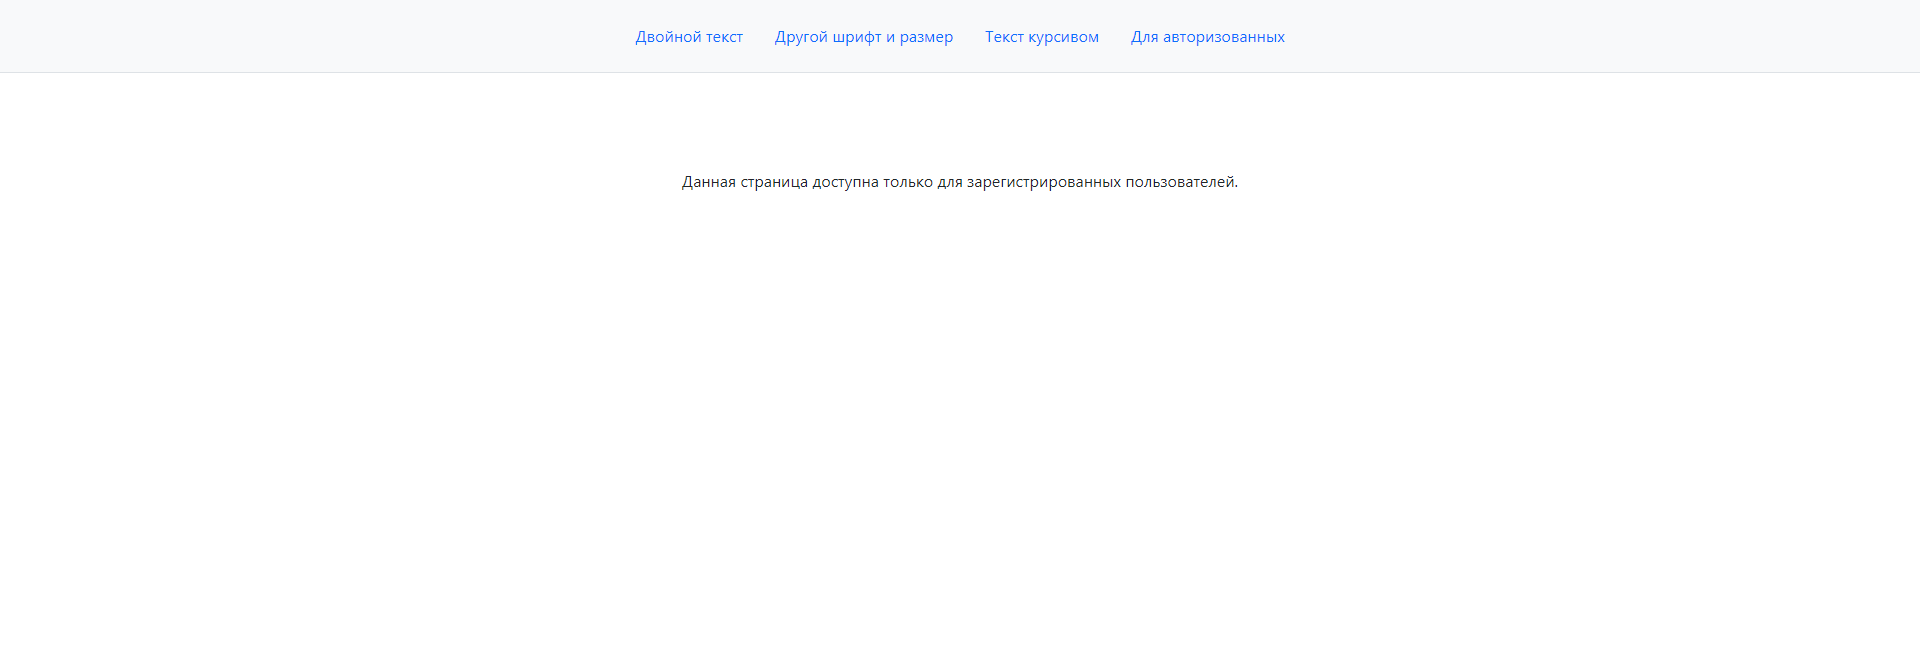 Двойной текст Другой шрифт и размер Текст курсивом Для авторизованных
Данная страница доступна только для зарегистрированных пользователей.